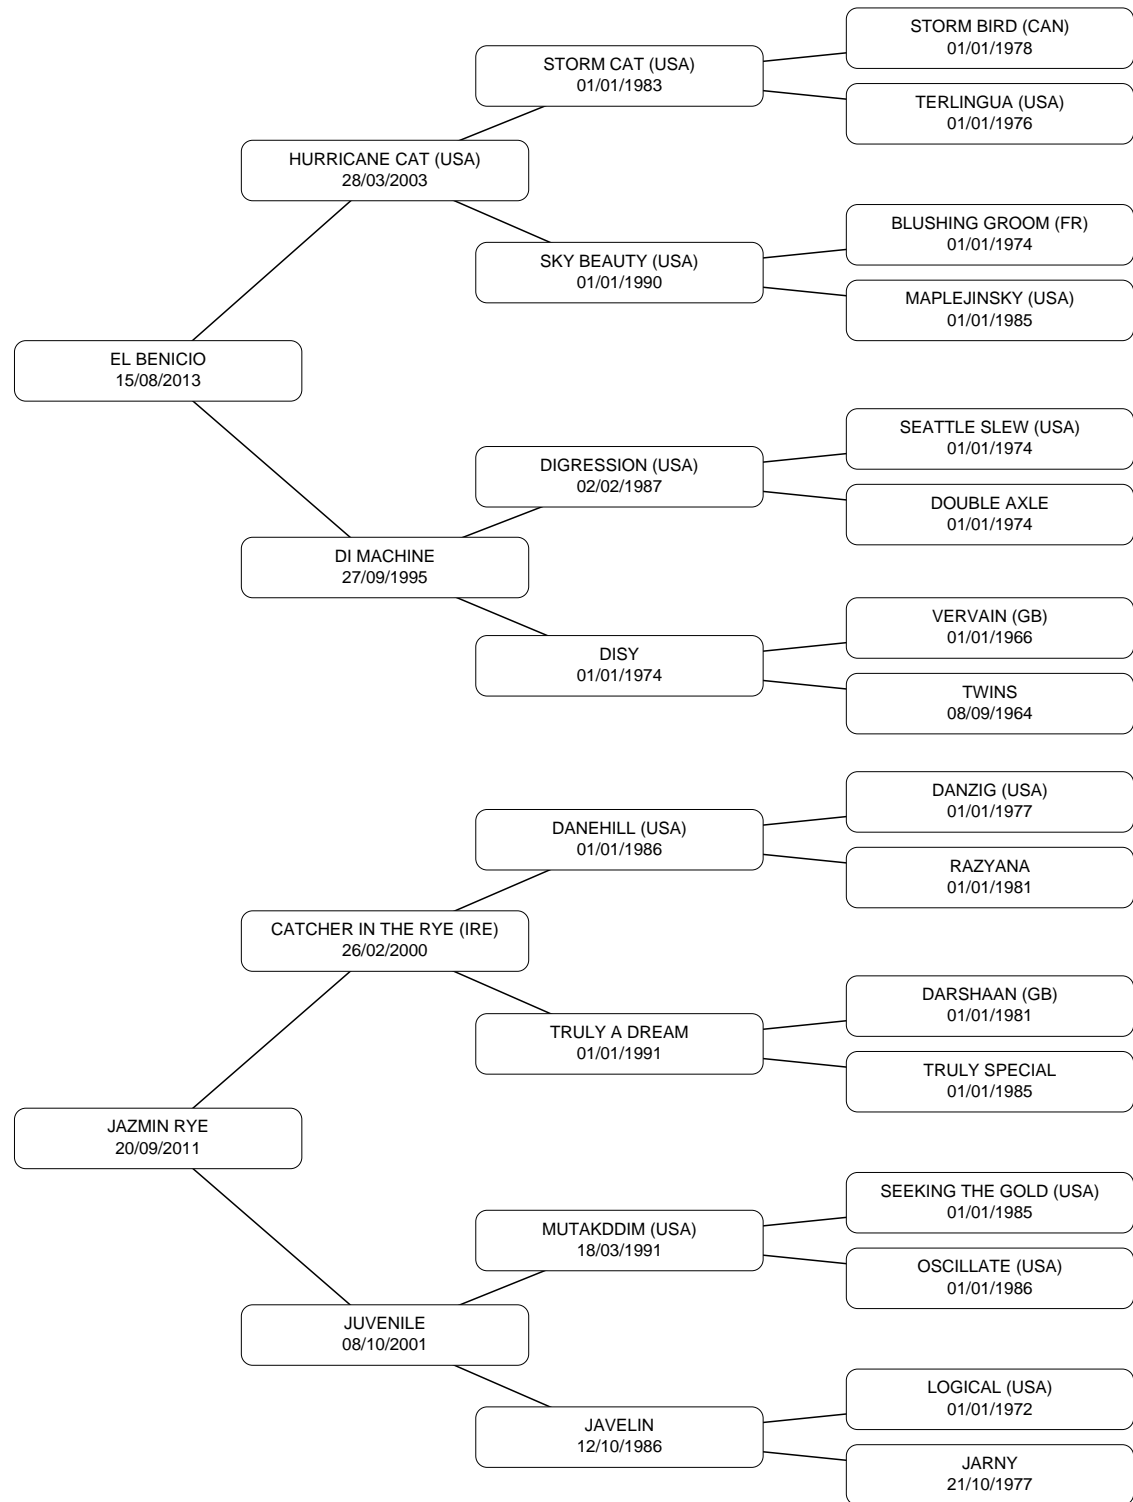 STORM BIRD (CAN)
01/01/1978
STORM CAT (USA)
01/01/1983
TERLINGUA (USA)
01/01/1976
HURRICANE CAT (USA)
28/03/2003
BLUSHING GROOM (FR)
01/01/1974
SKY BEAUTY (USA)
01/01/1990
MAPLEJINSKY (USA)
01/01/1985
EL BENICIO
15/08/2013
SEATTLE SLEW (USA)
01/01/1974
DIGRESSION (USA)
02/02/1987
DOUBLE AXLE
01/01/1974
DI MACHINE
27/09/1995
VERVAIN (GB)
01/01/1966
DISY
01/01/1974
TWINS
08/09/1964
DANZIG (USA)
01/01/1977
DANEHILL (USA)
01/01/1986
RAZYANA
01/01/1981
CATCHER IN THE RYE (IRE)
26/02/2000
DARSHAAN (GB)
01/01/1981
TRULY A DREAM
01/01/1991
TRULY SPECIAL
01/01/1985
JAZMIN RYE
20/09/2011
SEEKING THE GOLD (USA)
01/01/1985
MUTAKDDIM (USA)
18/03/1991
OSCILLATE (USA)
01/01/1986
JUVENILE
08/10/2001
LOGICAL (USA)
01/01/1972
JAVELIN
12/10/1986
JARNY
21/10/1977